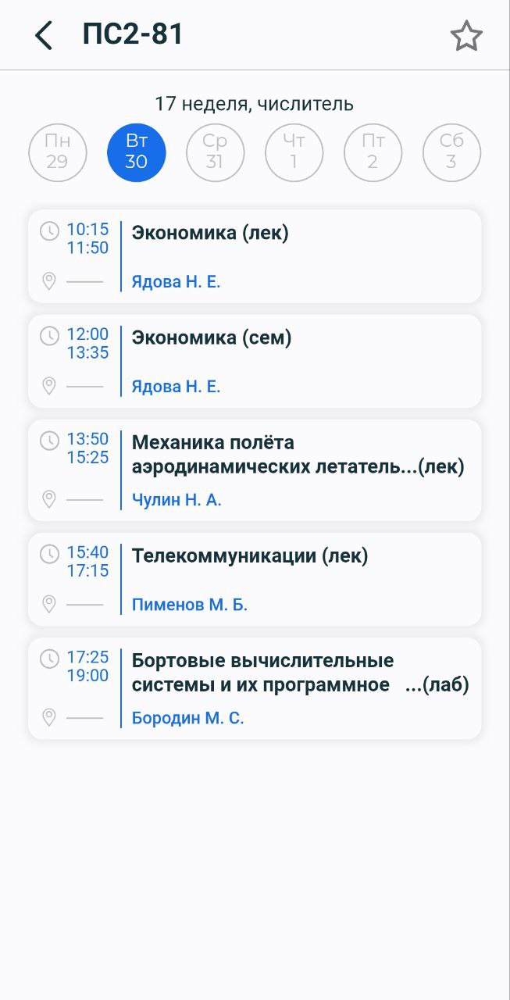 ПС2-81
17 неделя, числитель
Пн Вт Ср Чт Пт Сб
29 30 31 1 2 3
10:15 Экономика (лек)
11:50
Ядова Н. Е.
12:00 Экономика (сем)
13:35
Ядова Н. Е.
13:50 Механика полёта
15:25 аэродинамических летатель...(лек)
Чулин Н. А.
15:40 Телекоммуникации (лек)
17:15
Пименов М. Б.
17:25 Бортовые вычислительные
19:00 системы и их программное ...(лаб)
Бородин М. С.